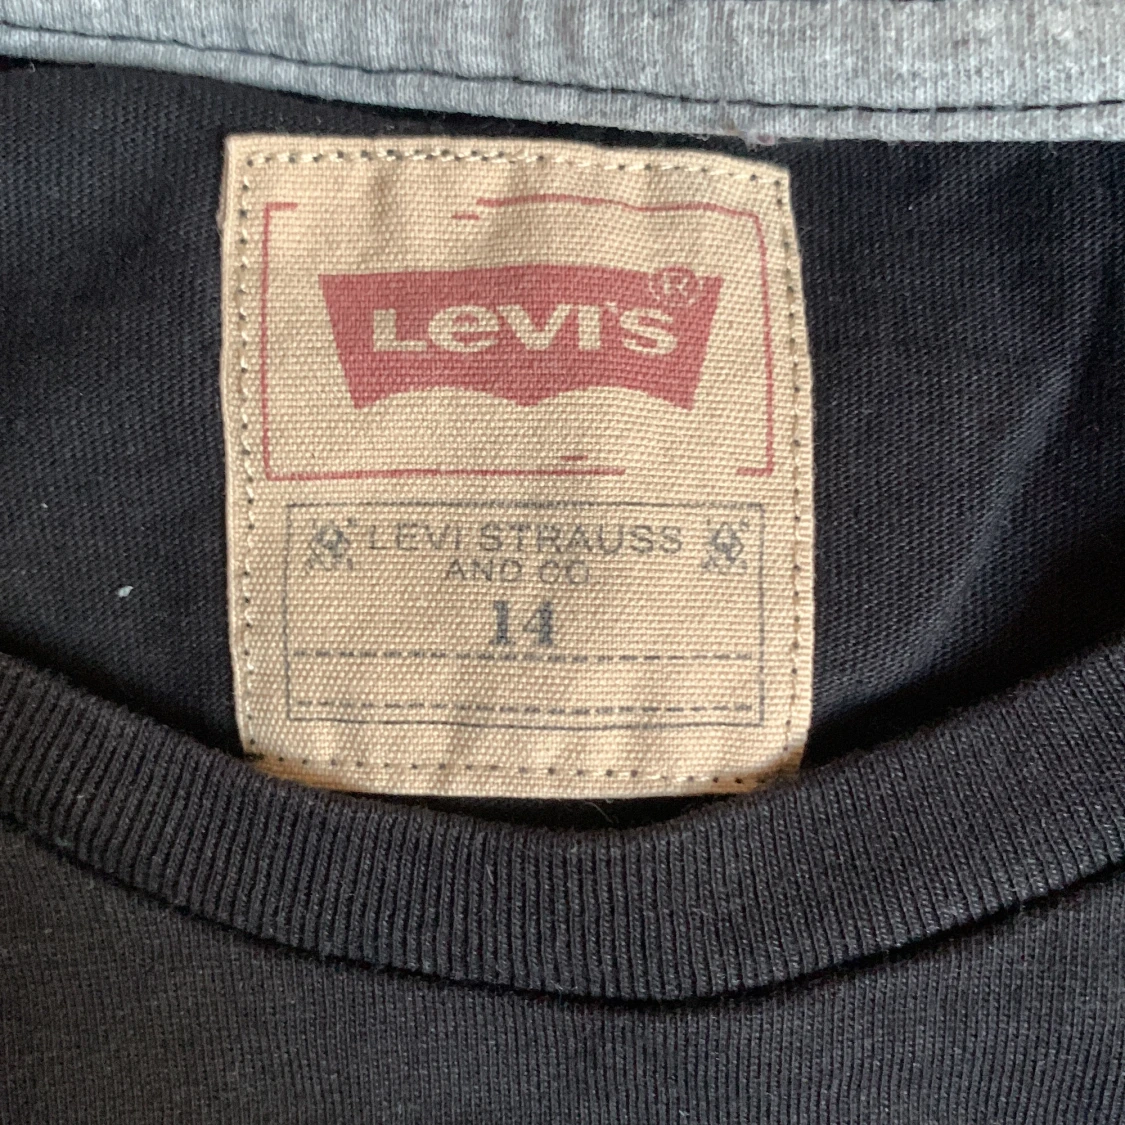 Levi's®
LEVI STRAUSS
AND CO
14